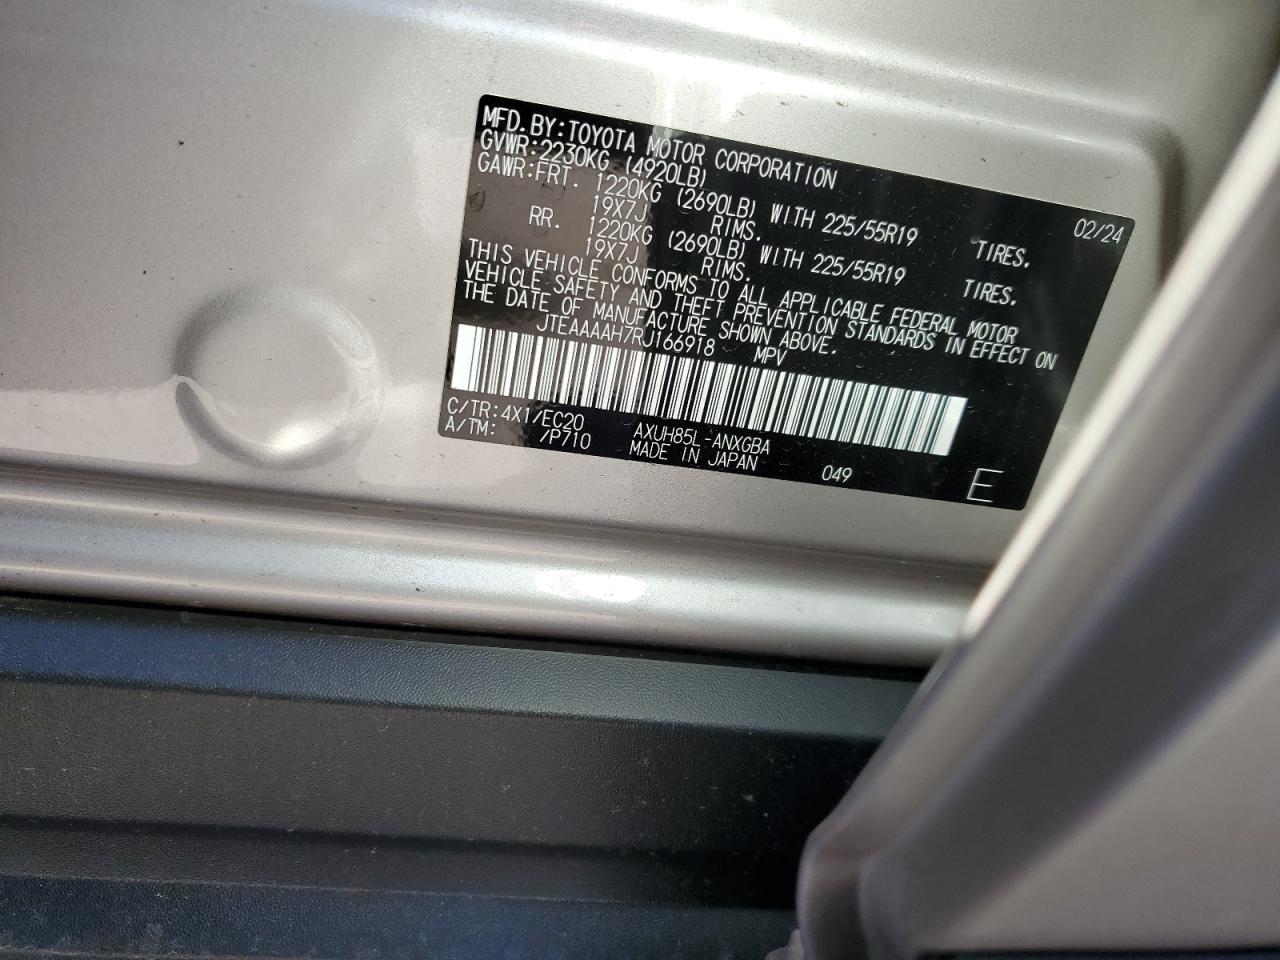 MFD. BY: TOYOTA MOTOR CORPORATION 02/24
GVWR: 2230KG (4920LB)
GAWR: FRT. 1220KG (2690LB) WITH 225/55R19 TIRES.
19X7J RIMS.
RR. 1220KG (2690LB) WITH 225/55R19 TIRES.
19X7J RIMS.
THIS VEHICLE CONFORMS TO ALL APPLICABLE FEDERAL MOTOR
VEHICLE SAFETY AND THEFT PREVENTION STANDARDS IN EFFECT ON
THE DATE OF MANUFACTURE SHOWN ABOVE.
JTEAAAAH7RJ166918 MPV
C/TR: 4X1/EC20 AXUH85L-ANXGBA
A/TM: /P710 MADE IN JAPAN 049 E